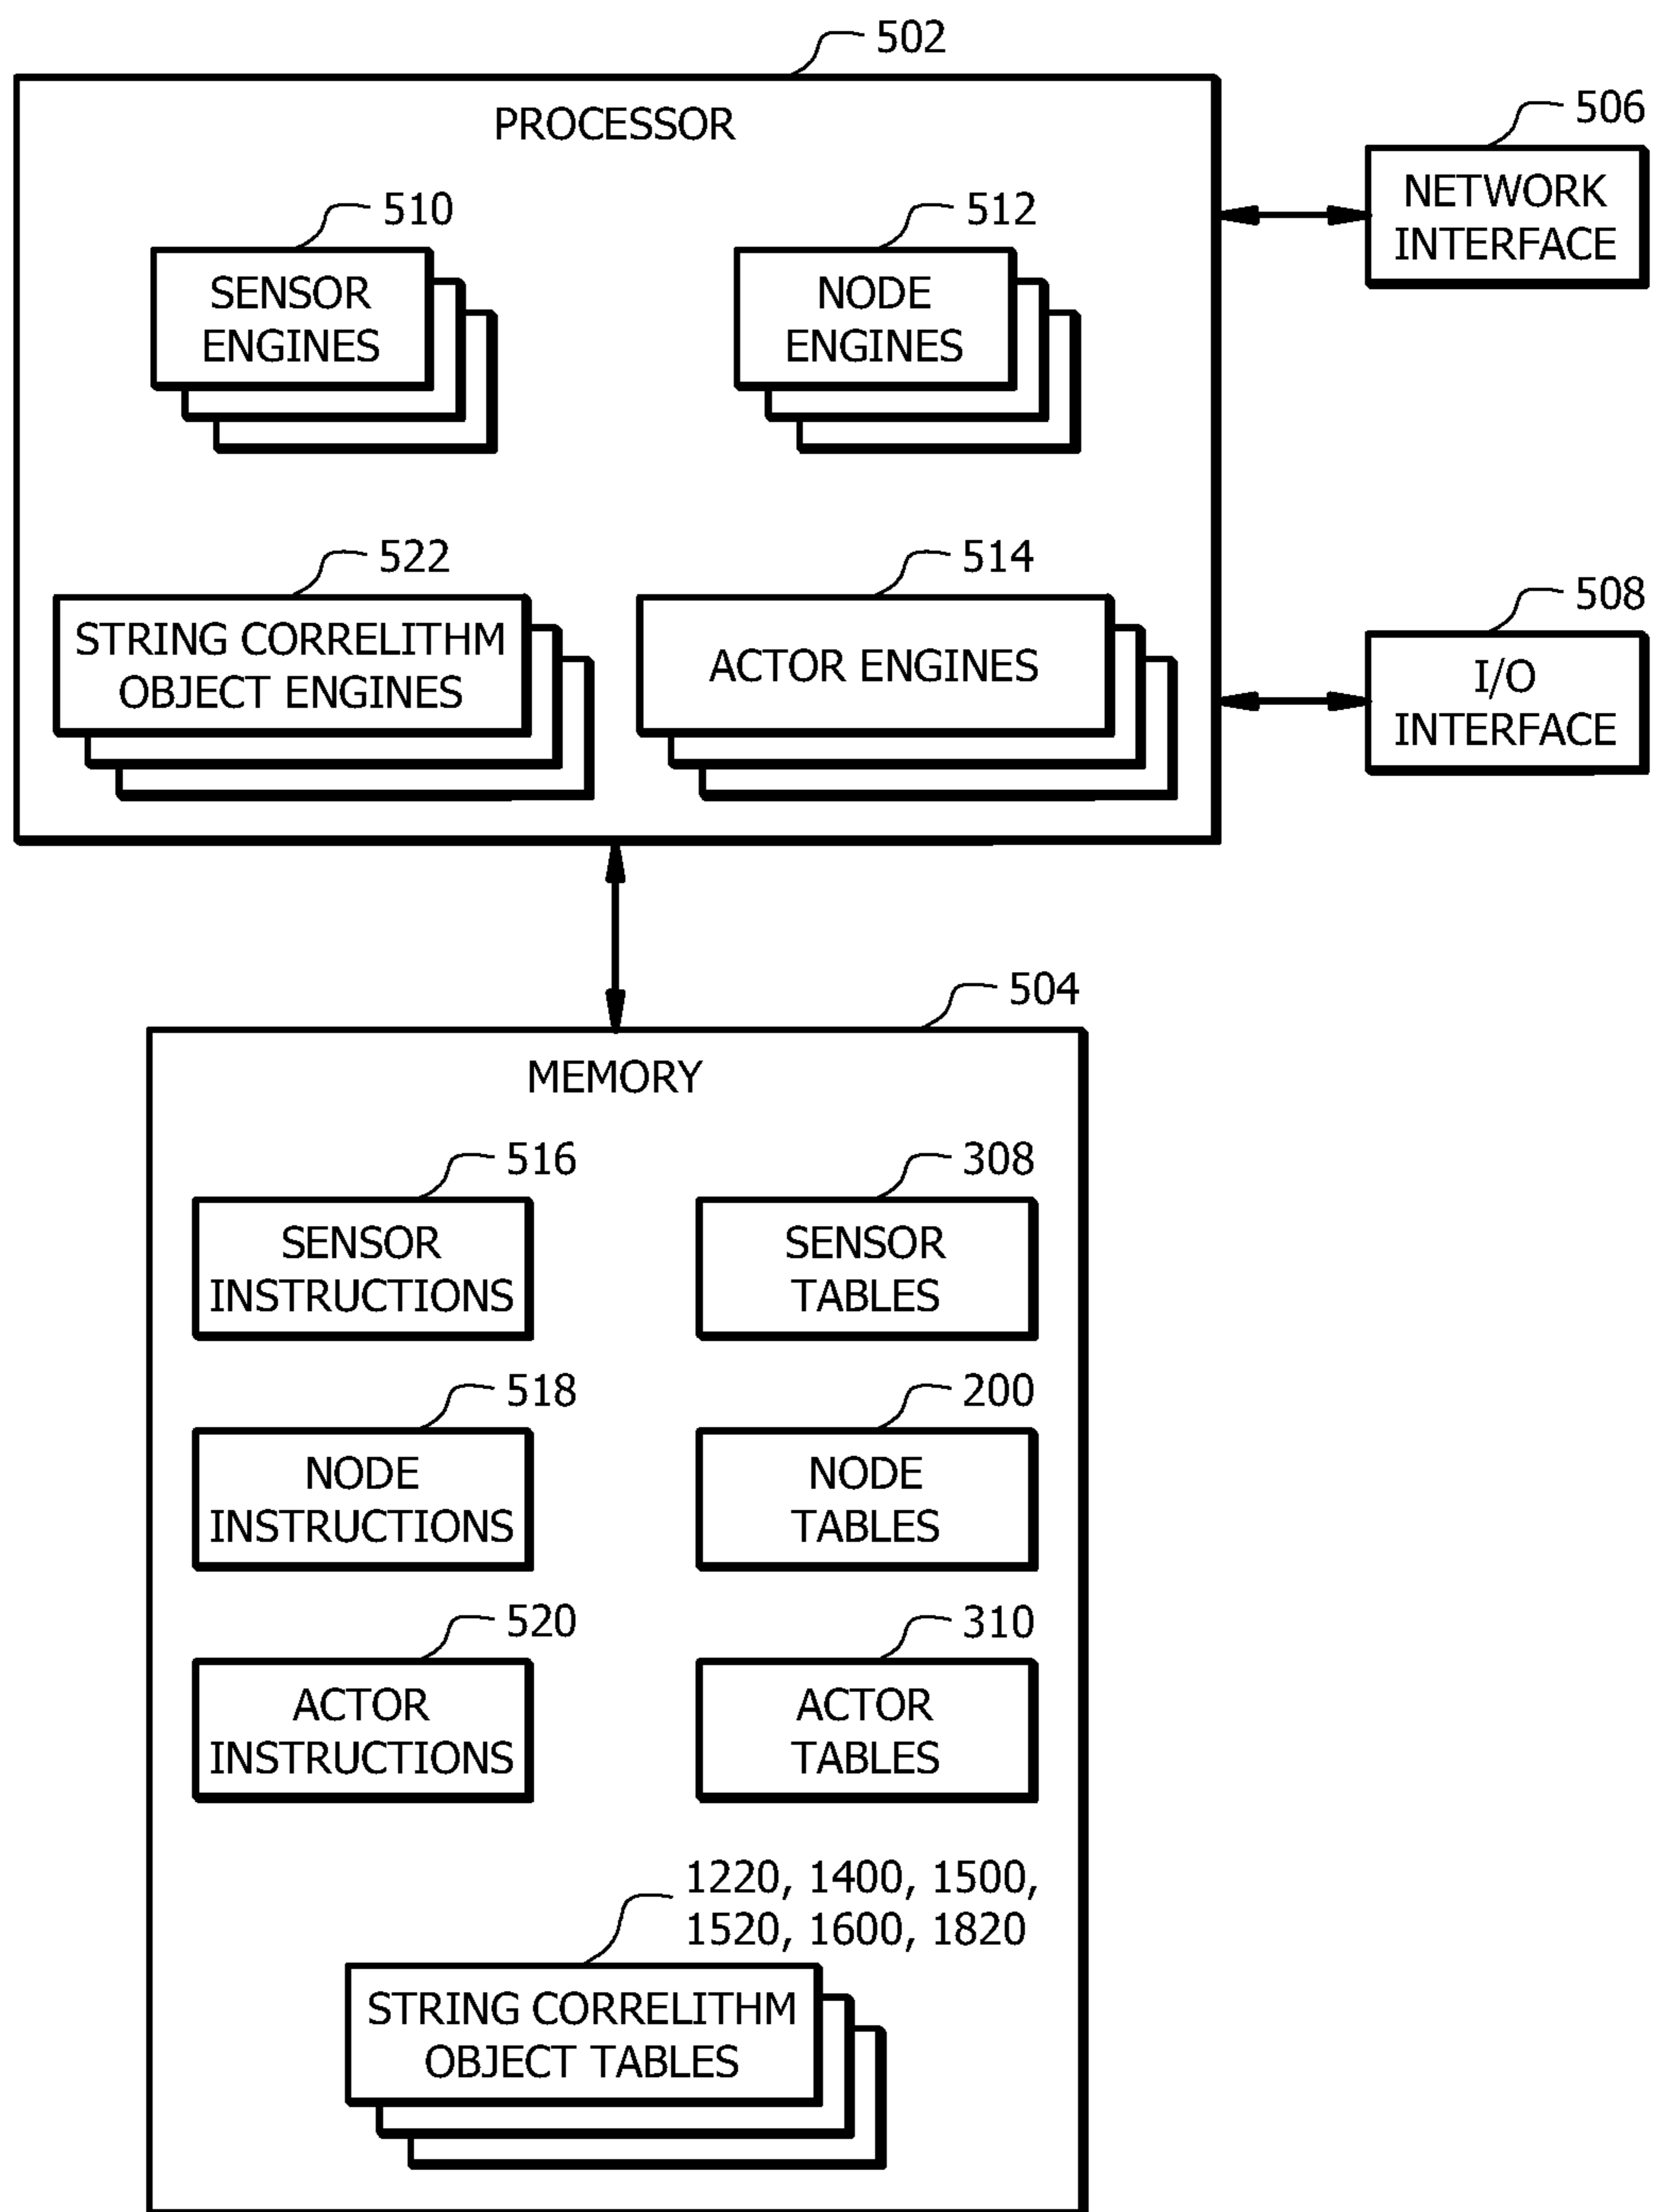 502
PROCESSOR
506
NETWORK
INTERFACE
510
SENSOR
ENGINES
512
NODE
ENGINES
522
STRING CORRELITHM
OBJECT ENGINES
514
ACTOR ENGINES
508
I/O
INTERFACE
504
MEMORY
516
SENSOR
INSTRUCTIONS
308
SENSOR
TABLES
518
NODE
INSTRUCTIONS
200
NODE
TABLES
520
ACTOR
INSTRUCTIONS
310
ACTOR
TABLES
1220, 1400, 1500,
1520, 1600, 1820
STRING CORRELITHM
OBJECT TABLES